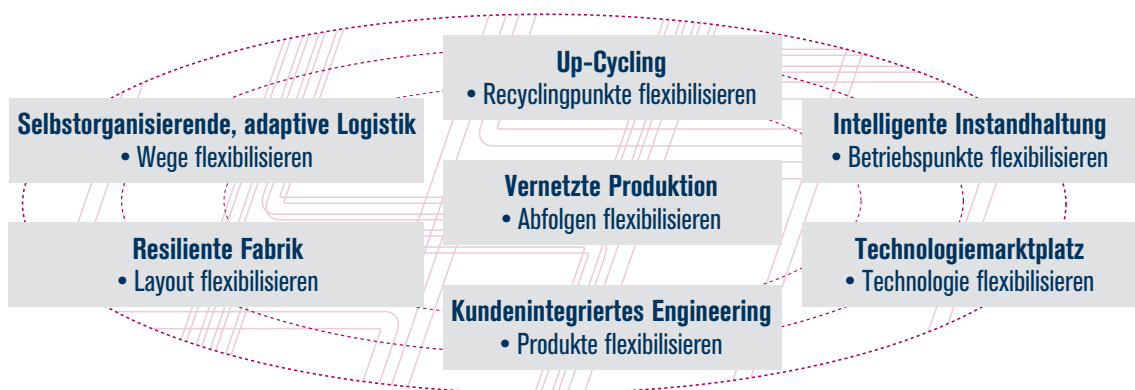 Up-Cycling
• Recyclingpunkte flexibilisieren
Selbstorganisierende, adaptive Logistik
• Wege flexibilisieren
Intelligente Instandhaltung
• Betriebspunkte flexibilisieren
Vernetzte Produktion
• Abfolgen flexibilisieren
Resiliente Fabrik
• Layout flexibilisieren
Technologiemarktplatz
• Technologie flexibilisieren
Kundenintegriertes Engineering
• Produkte flexibilisieren